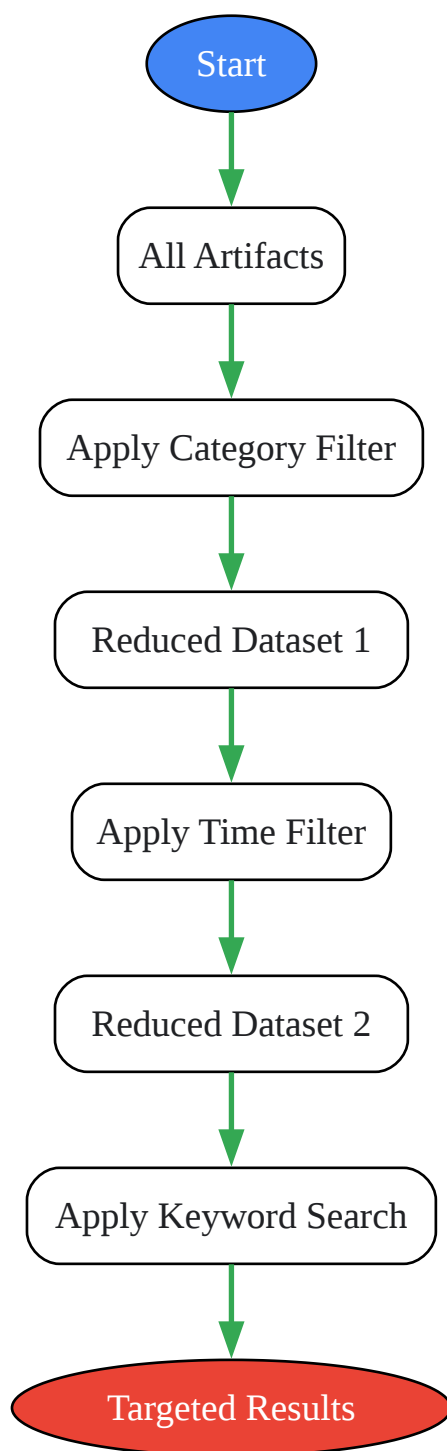 Start
All Artifacts
Apply Category Filter
Reduced Dataset 1
Apply Time Filter
Reduced Dataset 2
Apply Keyword Search
Targeted Results